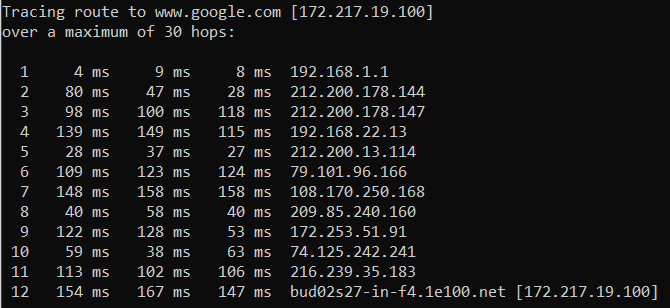 Tracing route to www.google.com [172.217.19.100]
over a maximum of 30 hops:
1 4 ms 9 ms 8 ms 192.168.1.1
2 80 ms 47 ms 28 ms 212.200.178.144
3 98 ms 100 ms 118 ms 212.200.178.147
4 139 ms 149 ms 115 ms 192.168.22.13
5 28 ms 37 ms 27 ms 212.200.13.114
6 109 ms 123 ms 124 ms 79.101.96.166
7 148 ms 158 ms 158 ms 108.170.250.168
8 40 ms 58 ms 40 ms 209.85.240.160
9 122 ms 128 ms 53 ms 172.253.51.91
10 59 ms 38 ms 63 ms 74.125.242.241
11 113 ms 102 ms 106 ms 216.239.35.183
12 154 ms 167 ms 147 ms bud02s27-in-f4.1e100.net [172.217.19.100]